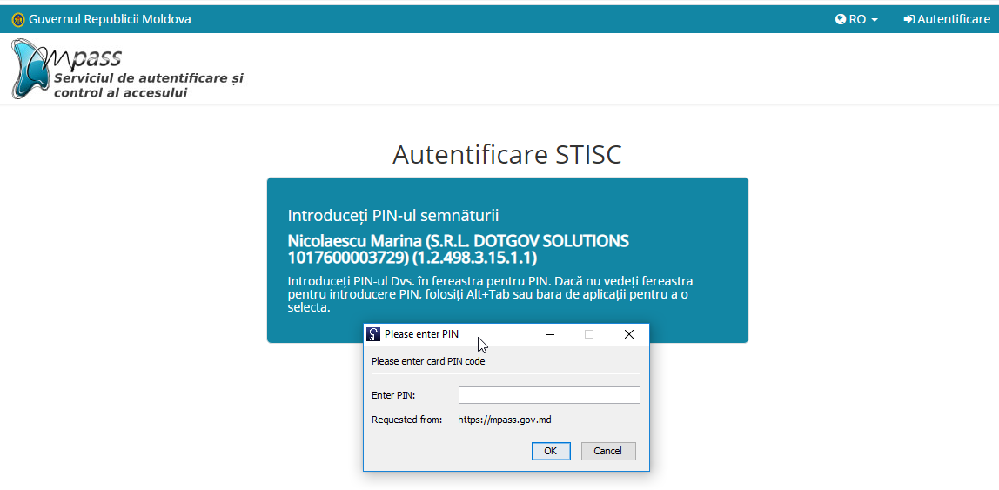 Guvernul Republicii Moldova
RO
Autentificare
Mpass
Serviciul de autentificare și
control al accesului
Autentificare STISC
Introduceți PIN-ul semnăturii
Nicolaescu Marina (S.R.L. DOTGOV SOLUTIONS
1017600003729) (1.2.498.3.15.1.1)
Introduceți PIN-ul Dvs. în fereastra pentru PIN. Dacă nu vedeți fereastra
pentru introducere PIN, folosiți Alt+Tab sau bara de aplicații pentru a o
selecta.
Please enter PIN
Please enter card PIN code
Enter PIN:
Requested from: https://mpass.gov.md
OK Cancel